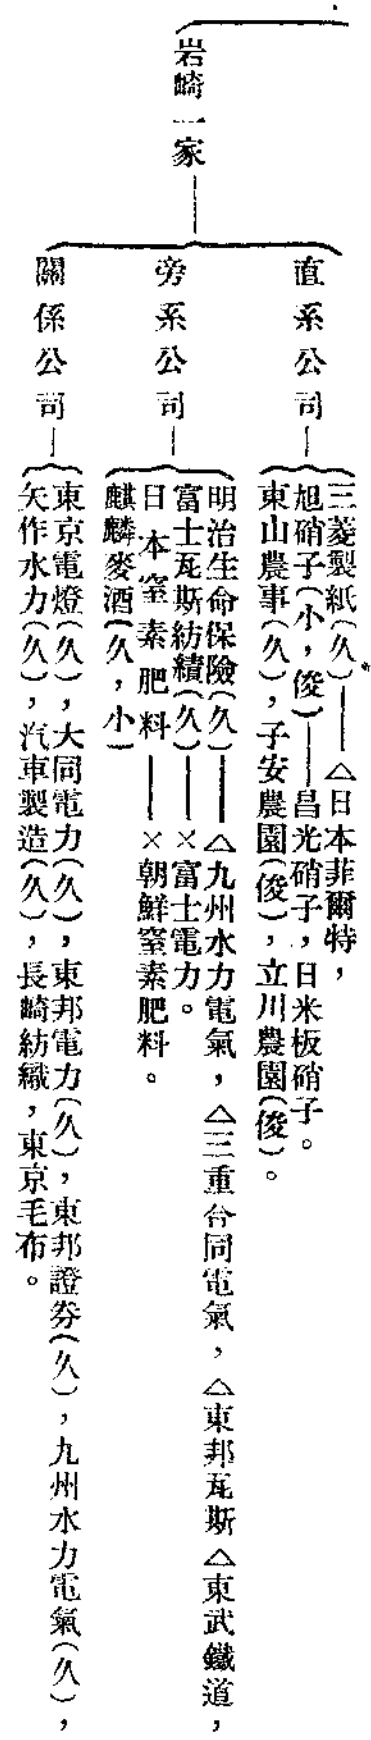 岩崎一家
直系公司
三菱製紙(久)——△日本菲爾特，
旭硝子(小，俊)——昌光硝子，日米板硝子。
東山農事(久)，子安農園(俊)，立川農園(俊)。
旁系公司
明治生命保險(久)——△九州水力電氣，△三重合同電氣，△東邦瓦斯△東武鐵道，
富士瓦斯紡績(久)——×富士電力。
日本窒素肥料——×朝鮮窒素肥料。
麒麟麥酒(久，小)
關係公司
東京電燈(久)，大同電力(久)，東邦電力(久)，東邦證券(久)，九州水力電氣(久)，
矢作水力(久)，汽車製造(久)，長崎紡織，東京毛布。